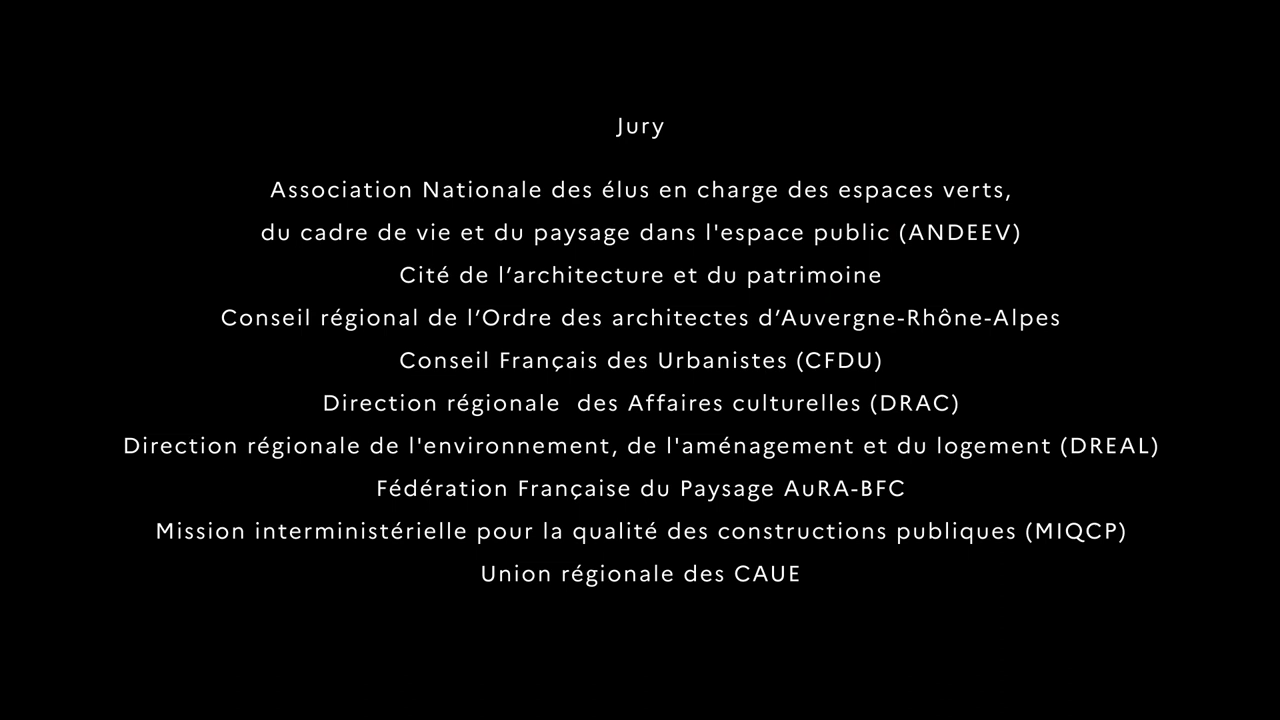 Jury
Association Nationale des élus en charge des espaces verts,
du cadre de vie et du paysage dans l'espace public (ANDEEV)
Cité de l’architecture et du patrimoine
Conseil régional de l’Ordre des architectes d’Auvergne-Rhône-Alpes
Conseil Français des Urbanistes (CFDU)
Direction régionale  des Affaires culturelles (DRAC)
Direction régionale de l'environnement, de l'aménagement et du logement (DREAL)
Fédération Française du Paysage AuRA-BFC
Mission interministérielle pour la qualité des constructions publiques (MIQCP)
Union régionale des CAUE